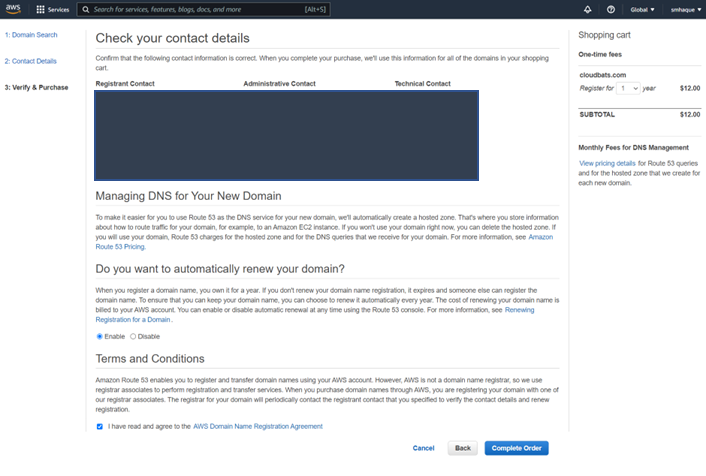 aws
Services
Search for services, features, blogs, docs, and more
[Alt+S]
Global
smhaque
1: Domain Search
2: Contact Details
3: Verify & Purchase
Check your contact details
Confirm that the following contact information is correct. When you complete your purchase, we'll use this information for all of the domains in your shopping
cart.
Registrant Contact
Administrative Contact
Technical Contact
Managing DNS for Your New Domain
To make it easier for you to use Route 53 as the DNS service for your new domain, we'll automatically create a hosted zone. That's where you store information
about how to route traffic for your domain, for example, to an Amazon EC2 instance. If you won't use your domain right now, you can delete the hosted zone. If
you will use your domain, Route 53 charges for the hosted zone and for the DNS queries that we receive for your domain. For more information, see Amazon
Route 53 Pricing.
Do you want to automatically renew your domain?
When you register a domain name, you own it for a year. If you don't renew your domain name registration, it expires and someone else can register the
domain name. To ensure that you can keep your domain name, you can choose to renew it automatically every year. The cost of renewing your domain name is
billed to your AWS account. You can enable or disable automatic renewal at any time using the Route 53 console. For more information, see Renewing
Registration for a Domain.
Enable Disable
Terms and Conditions
Amazon Route 53 enables you to register and transfer domain names using your AWS account. However, AWS is not a domain name registrar, so we use
registrar associates to perform registration and transfer services. When you purchase domain names through AWS, you are registering your domain with one of
our registrar associates. The registrar for your domain will periodically contact the registrant contact that you specified to verify the contact details and renew
registration.
I have read and agree to the AWS Domain Name Registration Agreement
Cancel
Back
Complete Order
Shopping cart
One-time fees
cloudbats.com
Register for 1 year $12.00
SUBTOTAL $12.00
Monthly Fees for DNS Management
View pricing details for Route 53 queries
and for the hosted zone that we create for
each new domain.